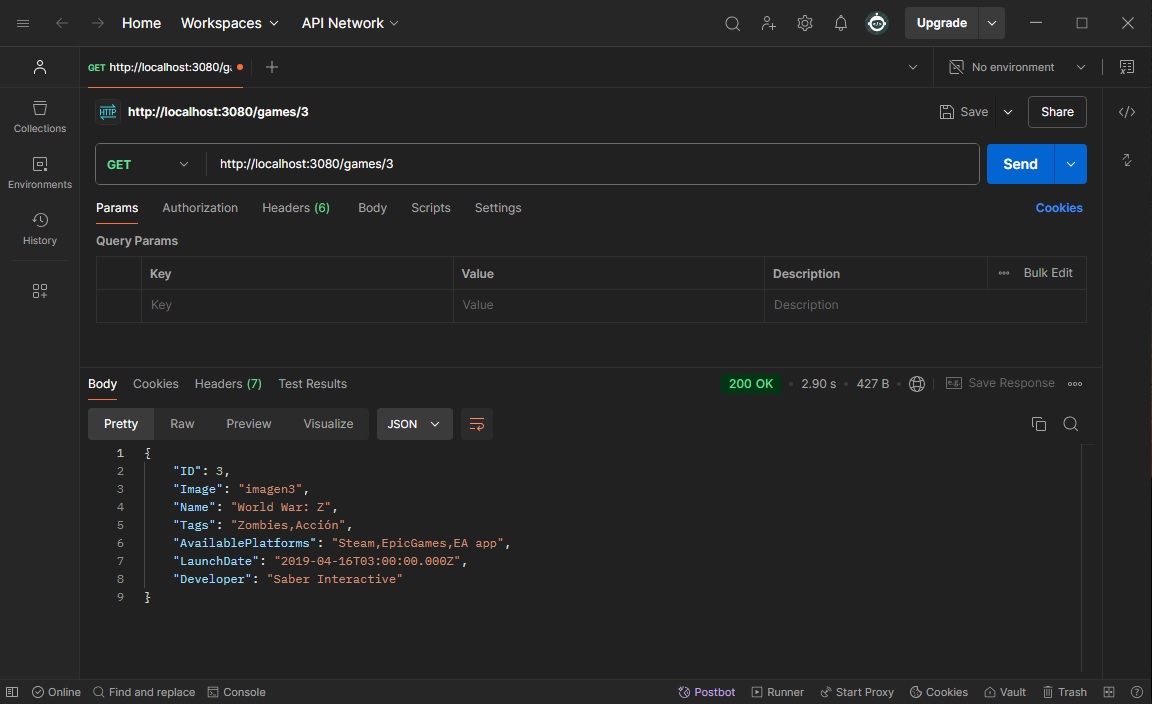 Home Workspaces API Network Upgrade
GET http://localhost:3080/ga No environment
HTTP http://localhost:3080/games/3 Save Share
Collections
Environments
History
GET http://localhost:3080/games/3 Send
Params Authorization Headers (6) Body Scripts Settings Cookies
Query Params
Key Value Description Bulk Edit
Key Value Description
Body Cookies Headers (7) Test Results 200 OK 2.90 s 427 B e.g. Save Response
Pretty Raw Preview Visualize JSON
1 {
2 "ID": 3,
3 "Image": "imagen3",
4 "Name": "World War: Z",
5 "Tags": "Zombies,Acción",
6 "AvailablePlatforms": "Steam,EpicGames,EA app",
7 "LaunchDate": "2019-04-16T03:00:00.000Z",
8 "Developer": "Saber Interactive"
9 }
Online Find and replace Console Postbot Runner Start Proxy Cookies Vault Trash